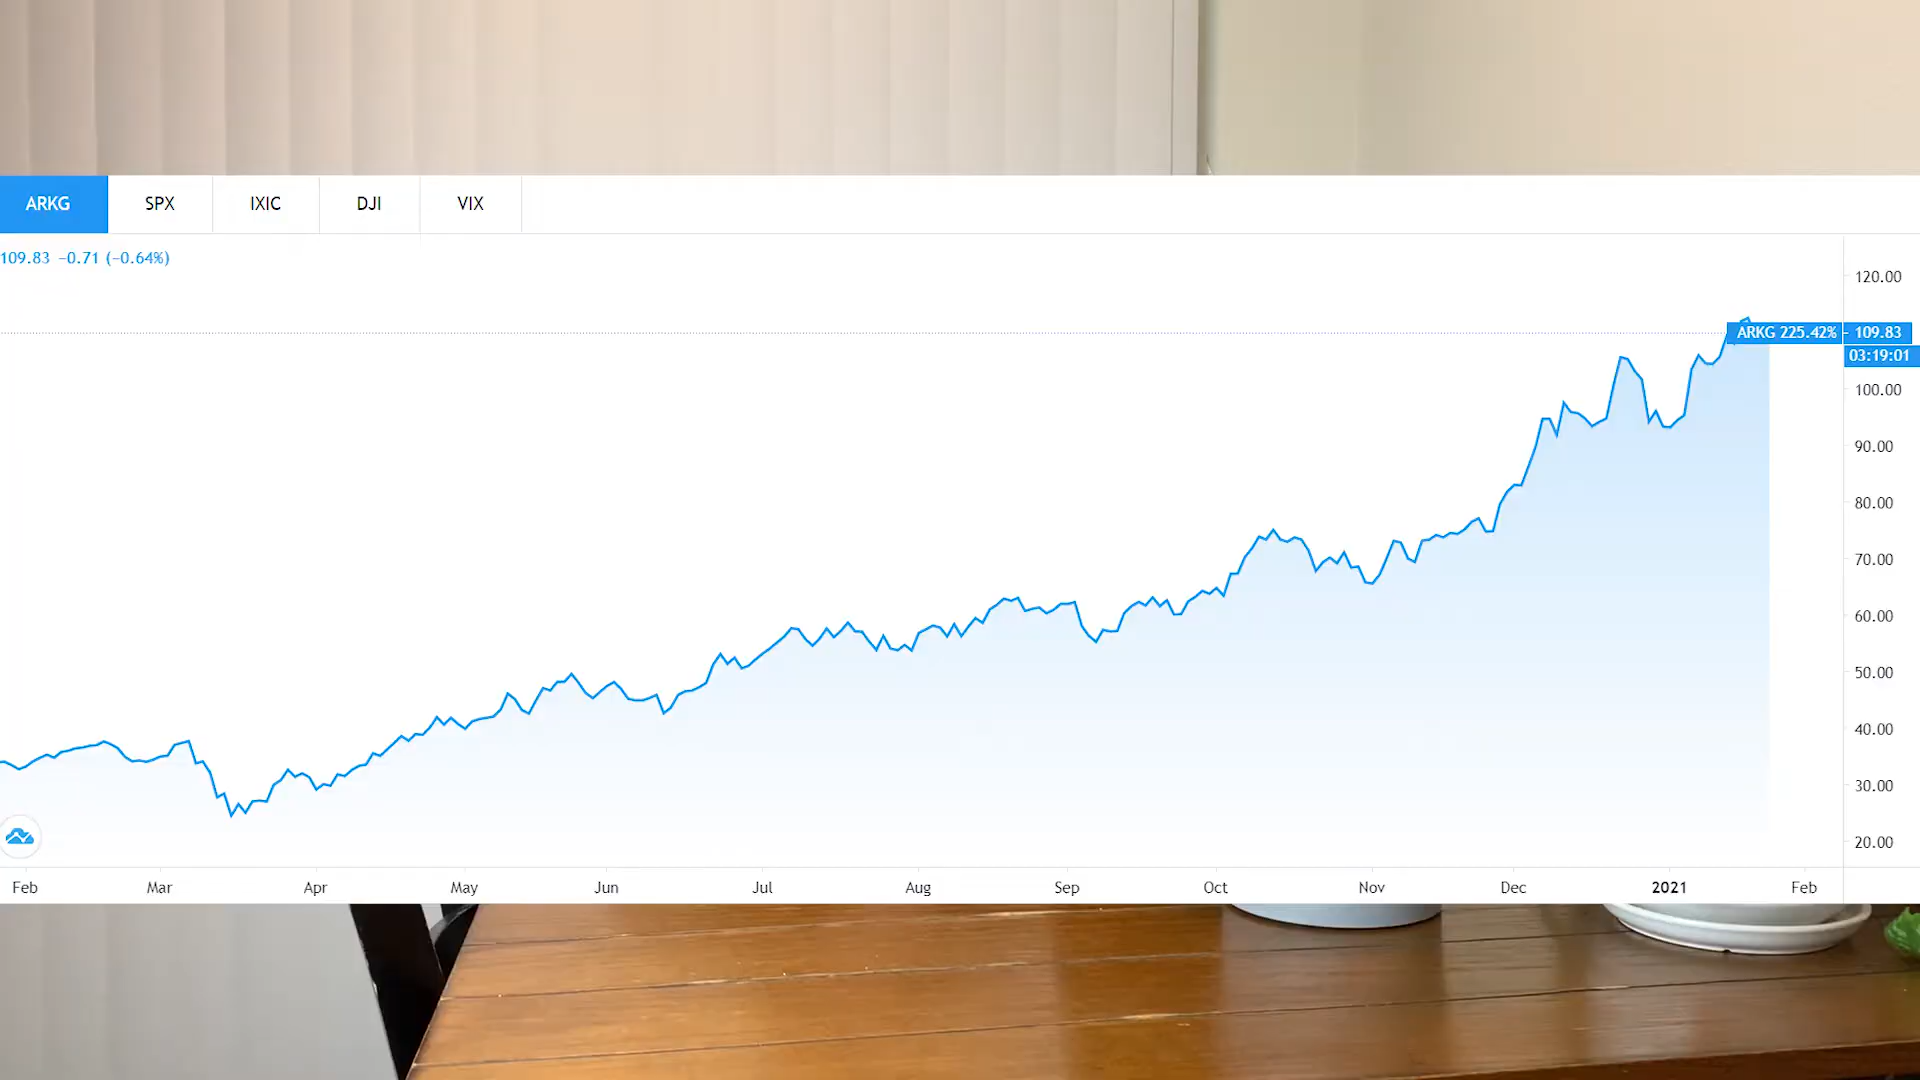 ARKG SPX IXIC DJI VIX
109.83 −0.71 (−0.64%)
120.00
ARKG 225.42% 109.83
03:19:01
100.00
90.00
80.00
70.00
60.00
50.00
40.00
30.00
20.00
Feb Mar Apr May Jun Jul Aug Sep Oct Nov Dec 2021 Feb